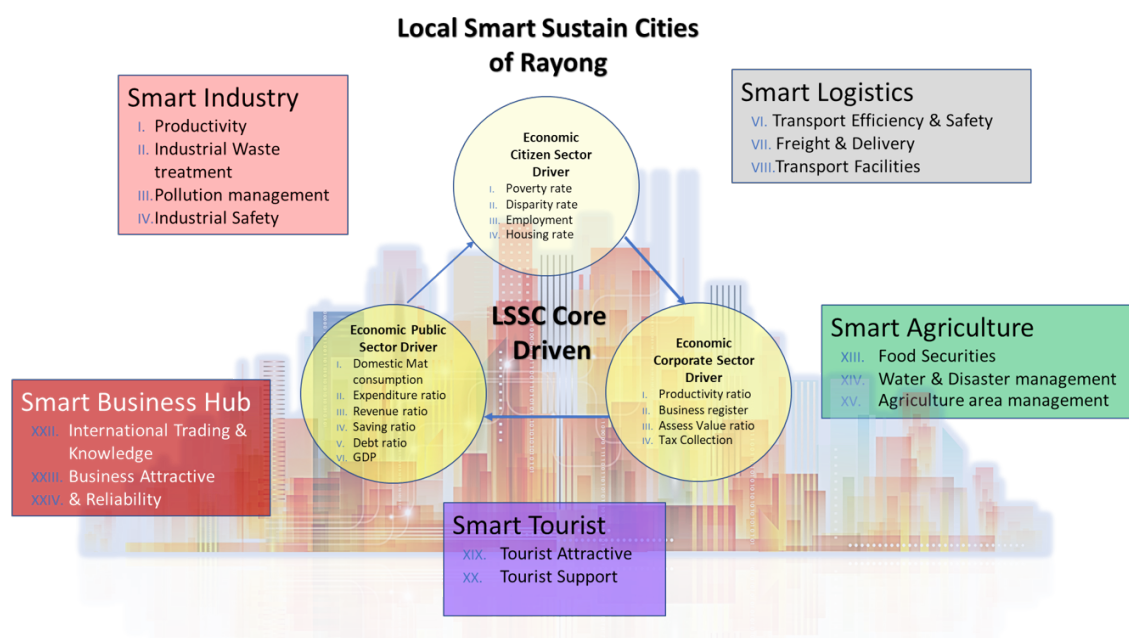 Local Smart Sustain Cities
of Rayong
Smart Industry
I. Productivity
II. Industrial Waste
treatment
III. Pollution management
IV. Industrial Safety
Smart Logistics
VI. Transport Efficiency & Safety
VII. Freight & Delivery
VIII. Transport Facilities
Economic
Citizen Sector
Driver
I. Poverty rate
II. Disparity rate
III. Employment
IV. Housing rate
LSSC Core
Driven
Economic Public
Sector Driver
I. Domestic Mat
consumption
II. Expenditure ratio
III. Revenue ratio
IV. Saving ratio
V. Debt ratio
VI. GDP
Economic
Corporate Sector
Driver
I. Productivity ratio
II. Business register
III. Assess Value ratio
IV. Tax Collection
Smart Agriculture
XIII. Food Securities
XIV. Water & Disaster management
XV. Agriculture area management
Smart Business Hub
XXII. International Trading &
Knowledge
XXIII. Business Attractive
XXIV. & Reliability
Smart Tourist
XIX. Tourist Attractive
XX. Tourist Support